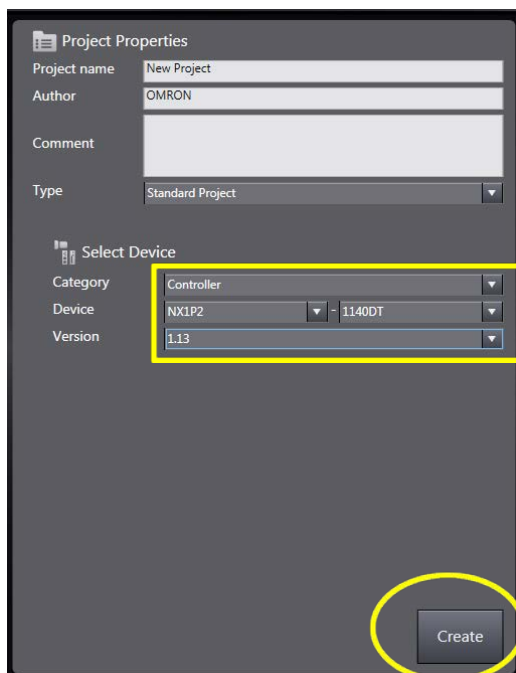 Project Properties
Project name New Project
Author OMRON
Comment
Type Standard Project
Select Device
Category Controller
Device NX1P2 - 1140DT
Version 1.13
Create